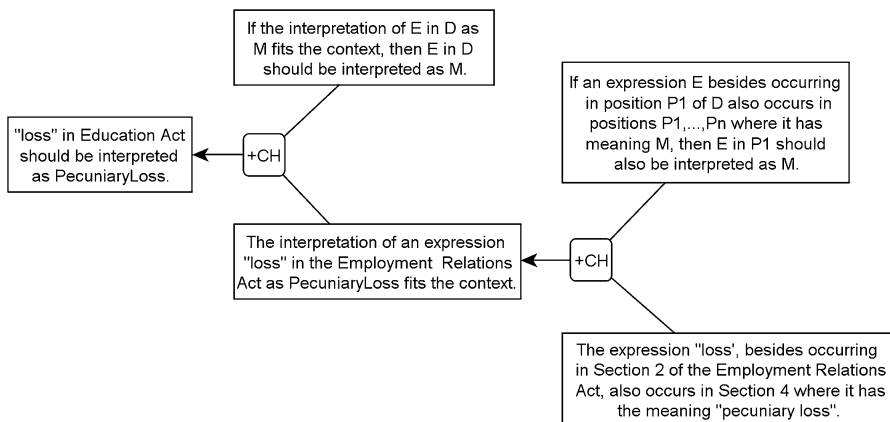 If the interpretation of E in D as
M fits the context, then E in D
should be interpreted as M.
If an expression E besides occurring
in position P1 of D also occurs in
positions P1,...,Pn where it has
meaning M, then E in P1 should
also be interpreted as M.
"loss" in Education Act
should be interpreted
as PecuniaryLoss.
+CH
The interpretation of an expression
"loss" in the Employment Relations
Act as PecuniaryLoss fits the context.
+CH
The expression "loss', besides occurring
in Section 2 of the Employment Relations
Act, also occurs in Section 4 where it has
the meaning "pecuniary loss".